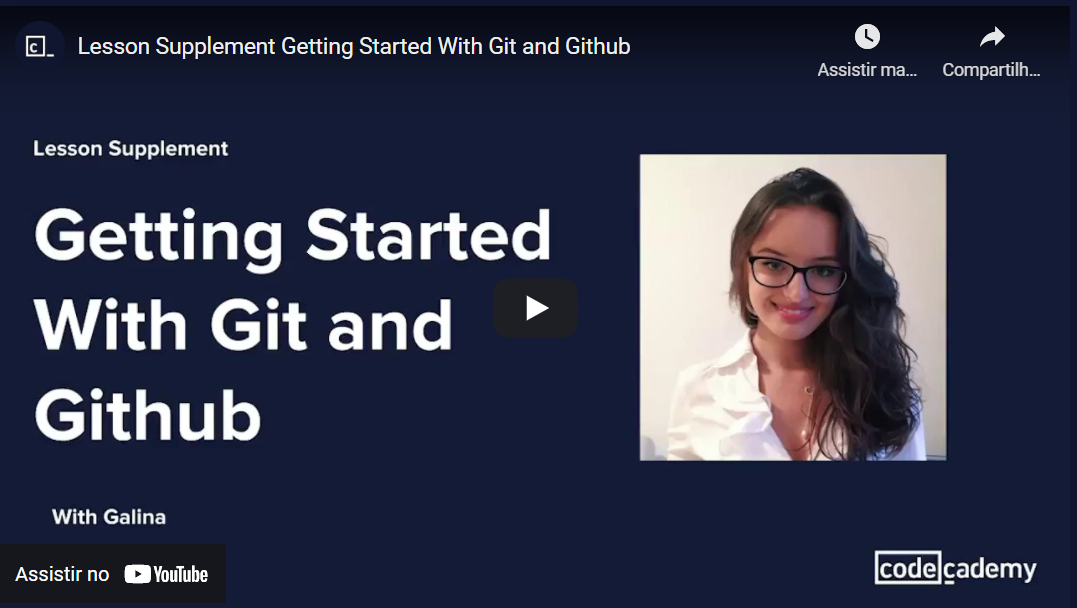 c_
Lesson Supplement Getting Started With Git and Github
Assistir ma...
Compartilh...
Lesson Supplement
Getting Started
With Git and
Github
With Galina
Assistir no YouTube
codecademy